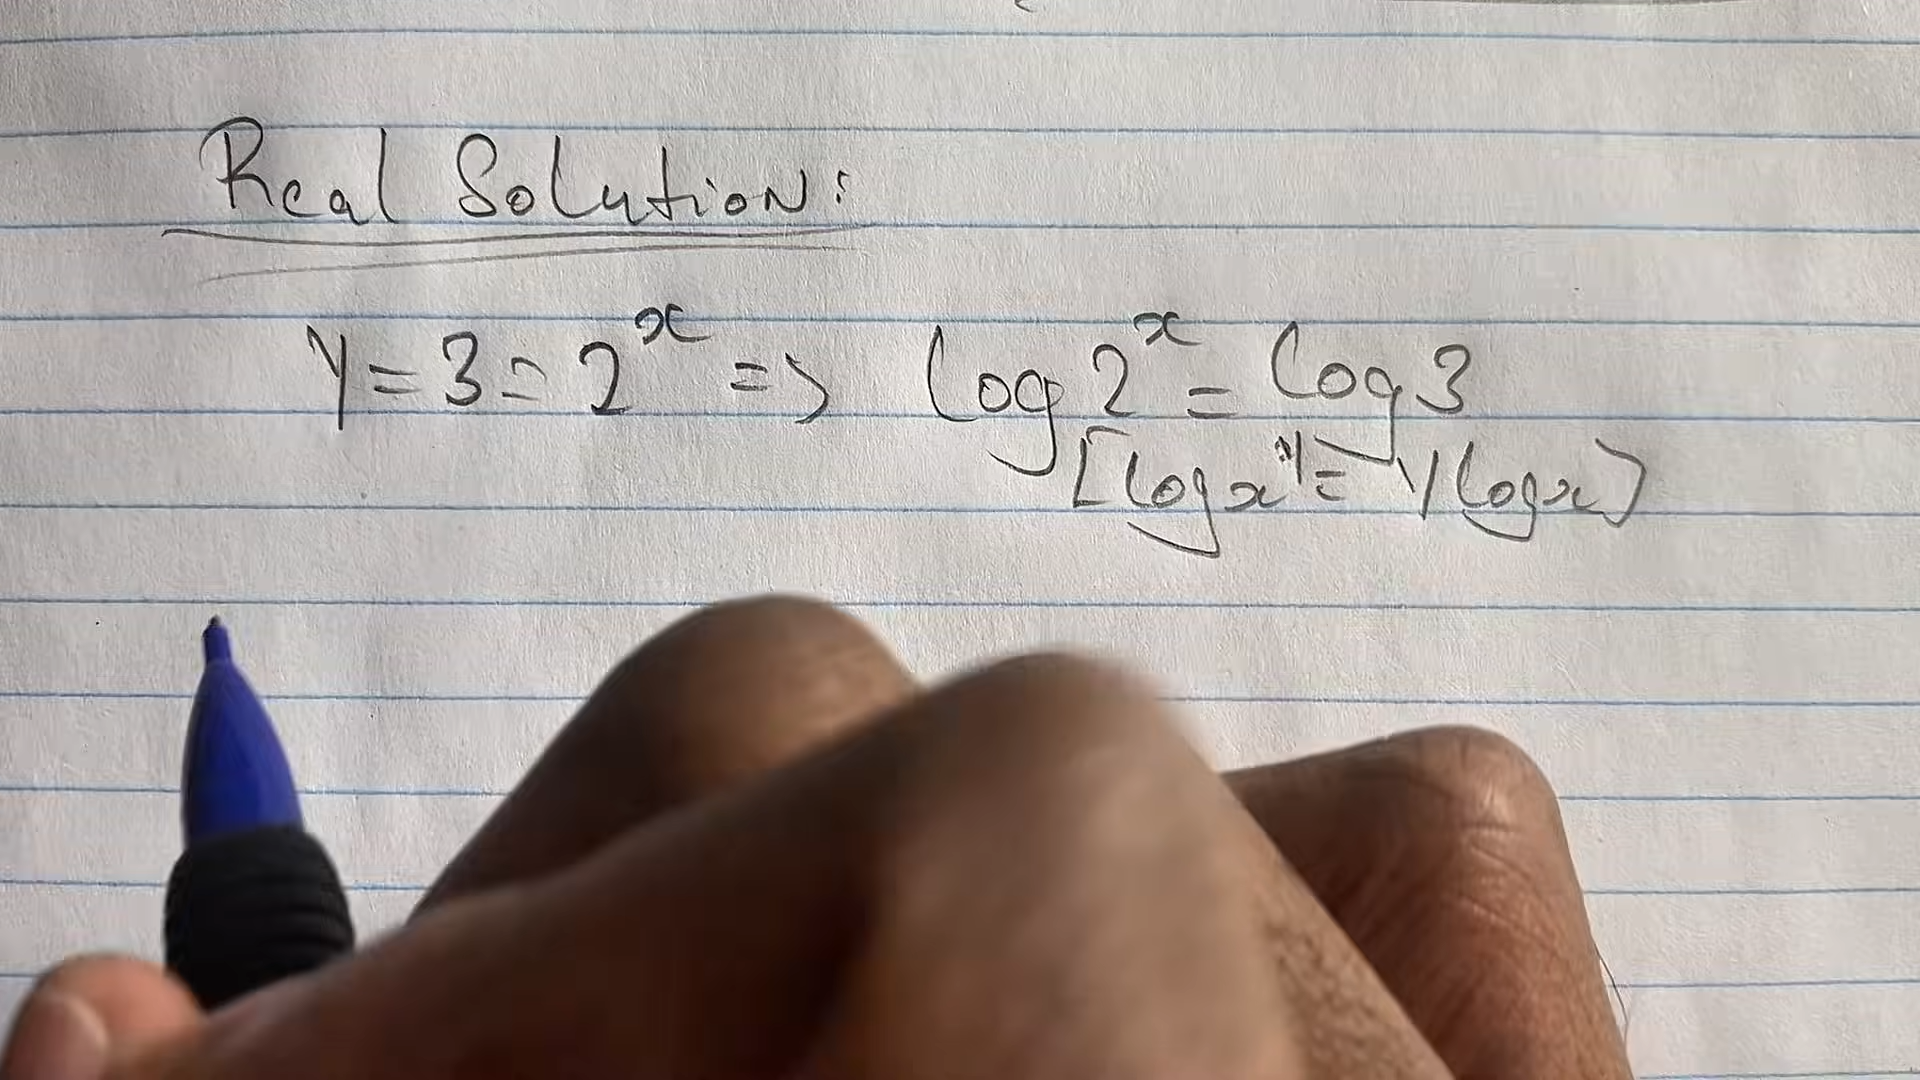 Real Solution:
y = 3 = 2^x => log 2^x = log 3
[log x^y = y log x]